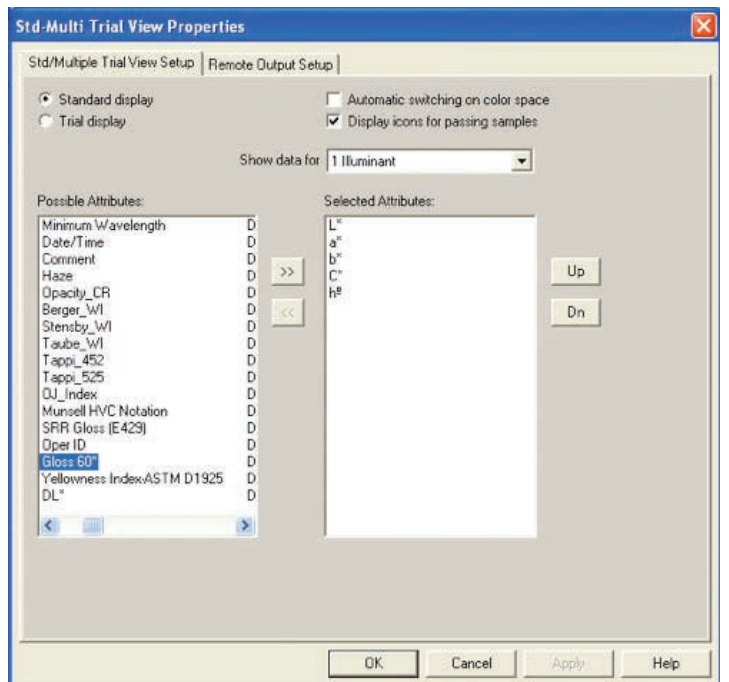 Std-Multi Trial View Properties
Std/Multiple Trial View Setup Remote Output Setup
Standard display
Trial display
Automatic switching on color space
Display icons for passing samples
Show data for 1 Illuminant
Possible Attributes:
Minimum Wavelength D
Date/Time D
Comment D
Haze D
Opacity_CR D
Berger_WI D
Stensby_WI D
Taube_WI D
Tappi_452 D
Tappi_525 D
OJ_Index D
Munsell HVC Notation D
SRR Gloss (E429) D
Oper ID D
Gloss 60° D
Yellowness Index:ASTM D1925 D
DL* D
>>
<<
Selected Attributes:
L*
a*
b*
C*
hº
Up
Dn
OK Cancel Apply Help